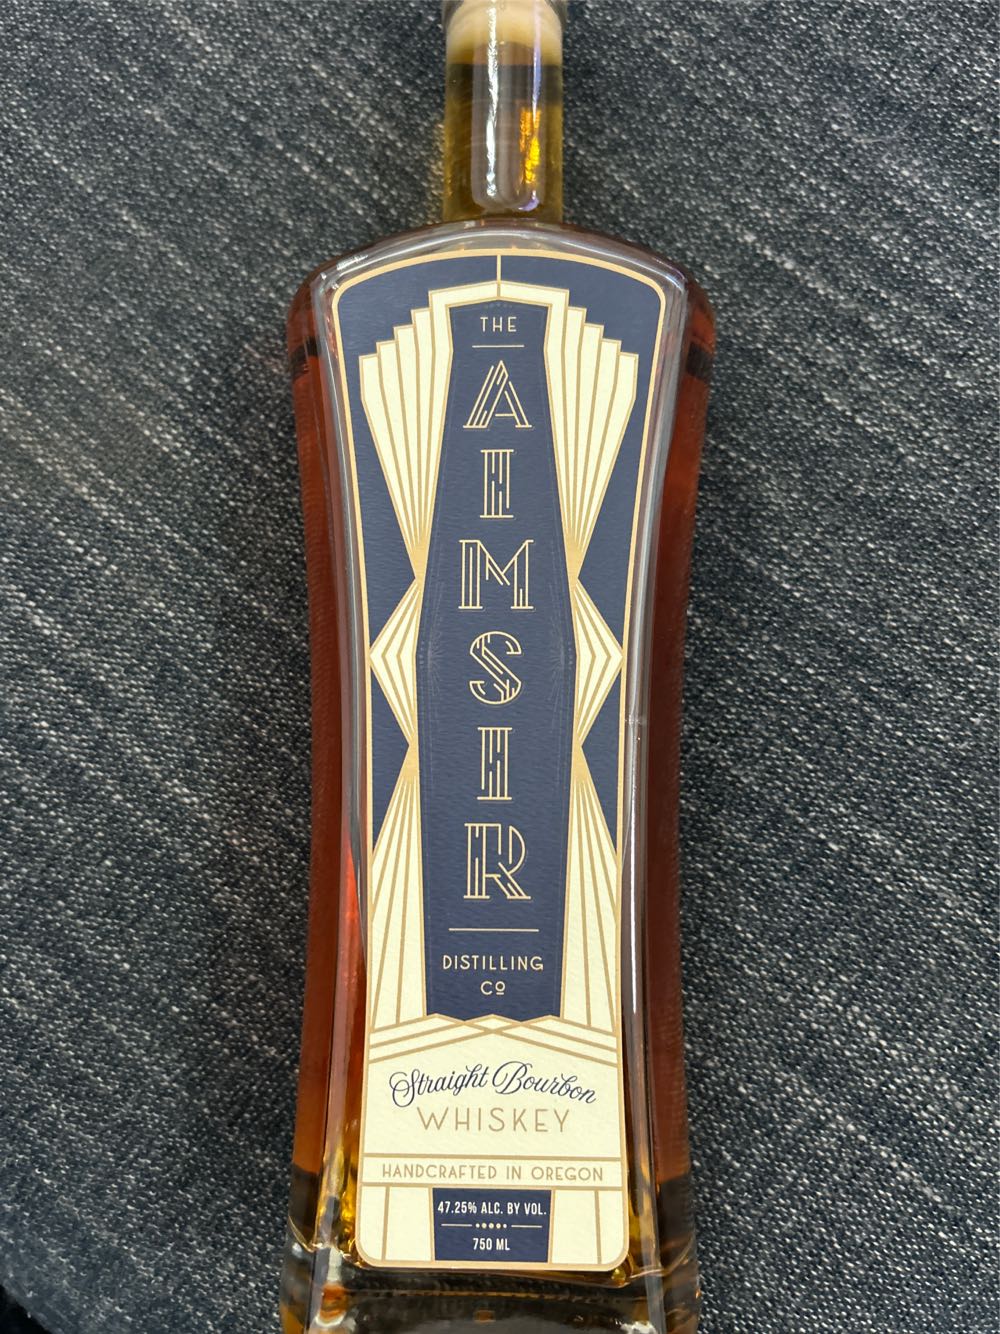 THE
AIMSIR
DISTILLING
Cº
Straight Bourbon
WHISKEY
HANDCRAFTED IN OREGON
47.25% ALC. BY VOL.
750 ML